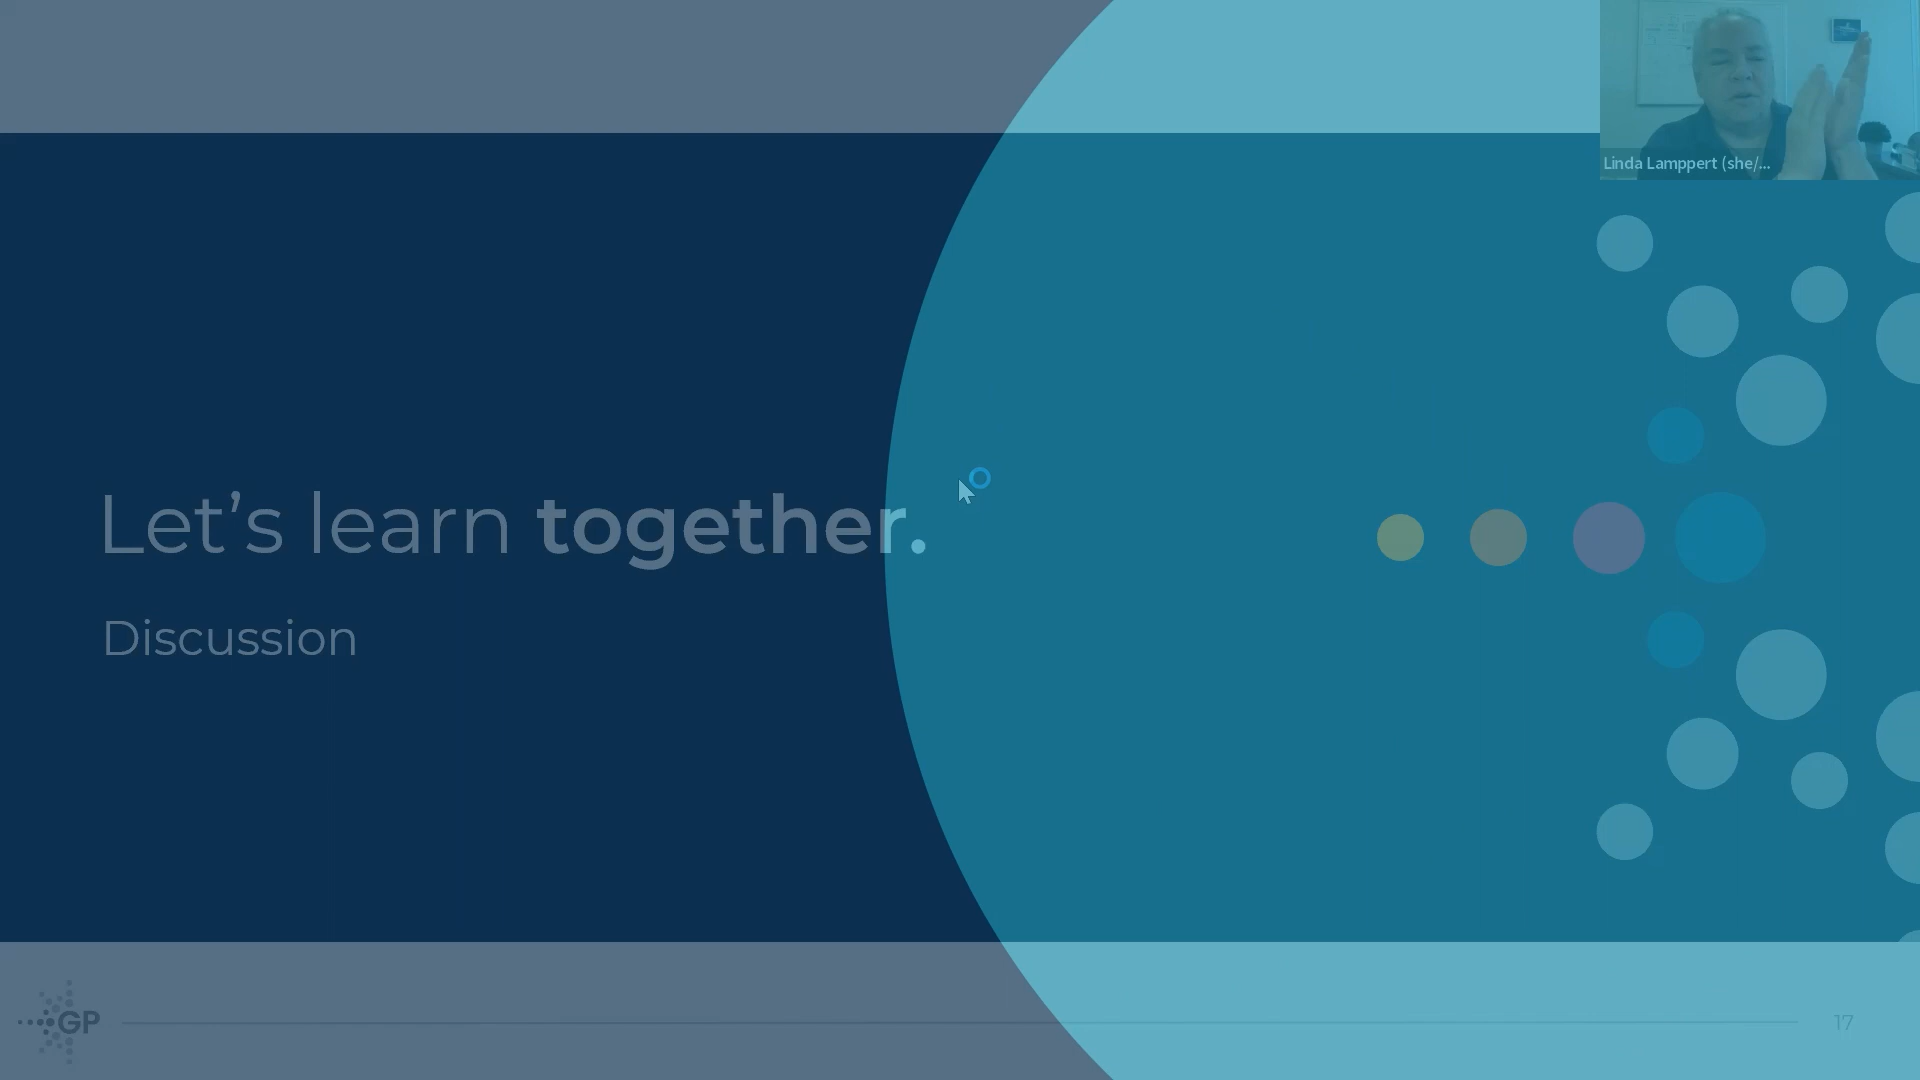 Linda Lamppert (she/...
Let’s learn together.
Discussion
GP
17